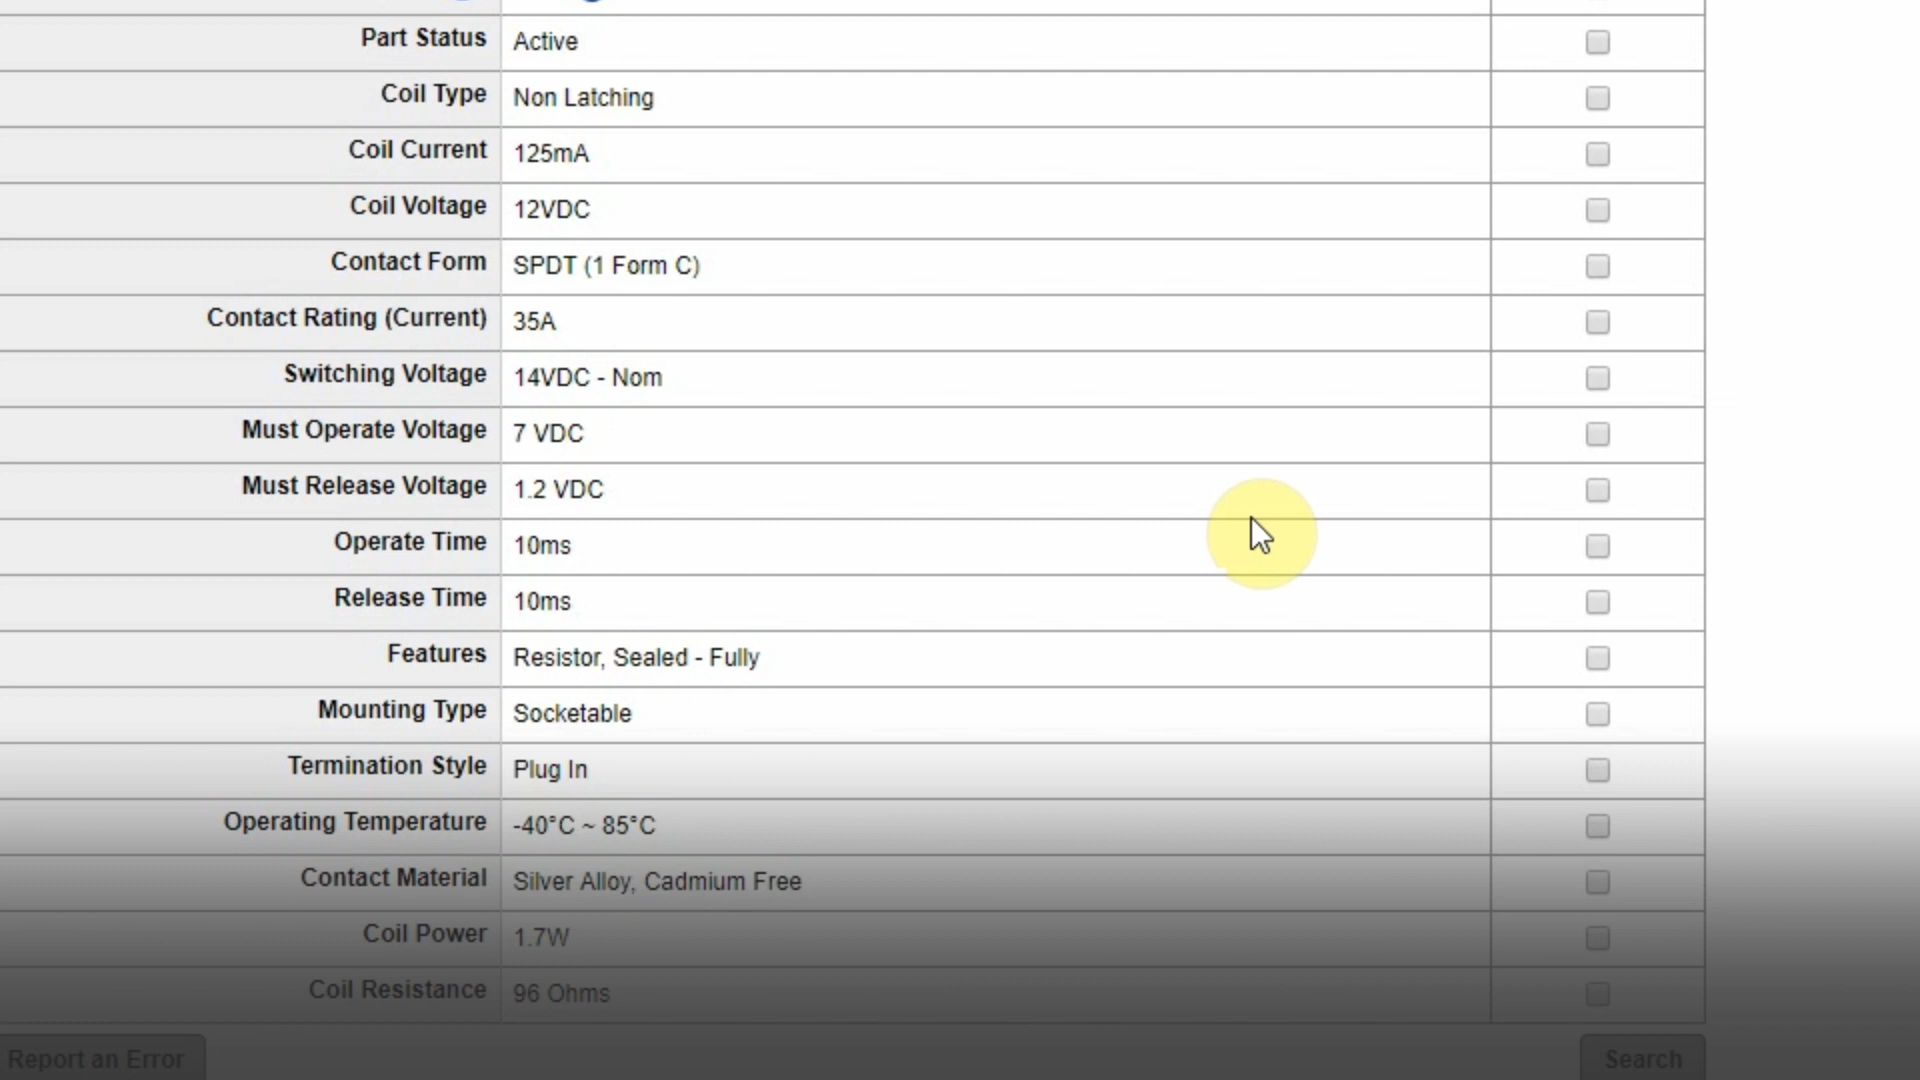 Part Status Active
Coil Type Non Latching
Coil Current 125mA
Coil Voltage 12VDC
Contact Form SPDT (1 Form C)
Contact Rating (Current) 35A
Switching Voltage 14VDC - Nom
Must Operate Voltage 7 VDC
Must Release Voltage 1.2 VDC
Operate Time 10ms
Release Time 10ms
Features Resistor, Sealed - Fully
Mounting Type Socketable
Termination Style Plug In
Operating Temperature -40°C ~ 85°C
Contact Material Silver Alloy, Cadmium Free
Coil Power 1.7W
Coil Resistance 96 Ohms
Report an Error Search